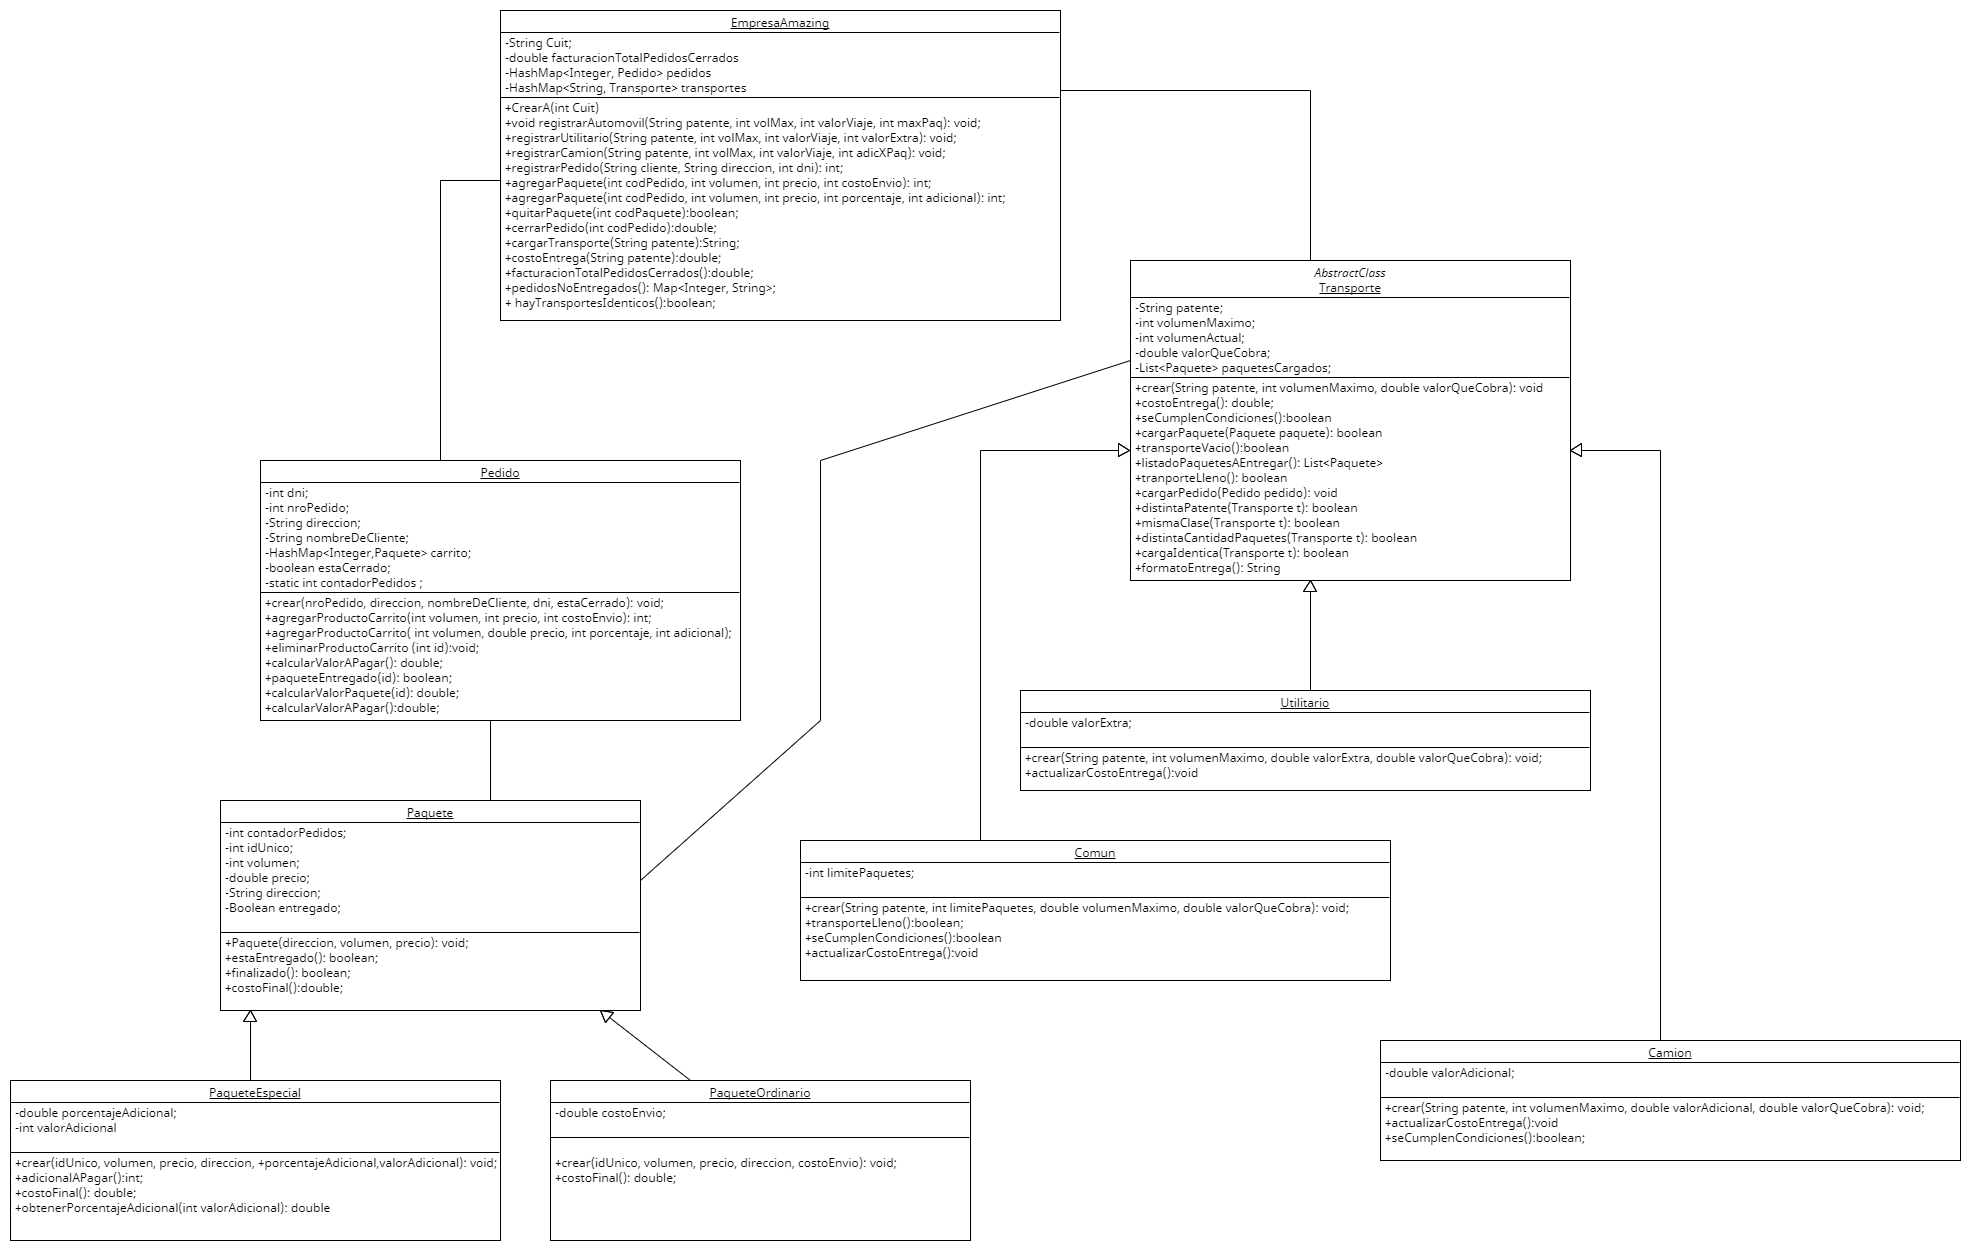 EmpresaAmazing
-String Cuit;
-double facturacionTotalPedidosCerrados
-HashMap<Integer, Pedido> pedidos
-HashMap<String, Transporte> transportes
+CrearA(int Cuit)
+void registrarAutomovil(String patente, int volMax, int valorViaje, int maxPaq): void;
+registrarUtilitario(String patente, int volMax, int valorViaje, int valorExtra): void;
+registrarCamion(String patente, int volMax, int valorViaje, int adicXPaq): void;
+registrarPedido(String cliente, String direccion, int dni): int;
+agregarPaquete(int codPedido, int volumen, int precio, int costoEnvio): int;
+agregarPaquete(int codPedido, int volumen, int precio, int porcentaje, int adicional): int;
+quitarPaquete(int codPaquete):boolean;
+cerrarPedido(int codPedido):double;
+cargarTransporte(String patente):String;
+costoEntrega(String patente):double;
+facturacionTotalPedidosCerrados():double;
+pedidosNoEntregados(): Map<Integer, String>;
+ hayTransportesIdenticos():boolean;
AbstractClass
Transporte
-String patente;
-int volumenMaximo;
-int volumenActual;
-double valorQueCobra;
-List<Paquete> paquetesCargados;
+crear(String patente, int volumenMaximo, double valorQueCobra): void
+costoEntrega(): double;
+seCumplenCondiciones():boolean
+cargarPaquete(Paquete paquete): boolean
+transporteVacio():boolean
+listadoPaquetesAEntregar(): List<Paquete>
+tranporteLleno(): boolean
+cargarPedido(Pedido pedido): void
+distintaPatente(Transporte t): boolean
+mismaClase(Transporte t): boolean
+distintaCantidadPaquetes(Transporte t): boolean
+cargaIdentica(Transporte t): boolean
+formatoEntrega(): String
Pedido
-int dni;
-int nroPedido;
-String direccion;
-String nombreDeCliente;
-HashMap<Integer,Paquete> carrito;
-boolean estaCerrado;
-static int contadorPedidos ;
+crear(nroPedido, direccion, nombreDeCliente, dni, estaCerrado): void;
+agregarProductoCarrito(int volumen, int precio, int costoEnvio): int;
+agregarProductoCarrito( int volumen, double precio, int porcentaje, int adicional);
+eliminarProductoCarrito (int id):void;
+calcularValorAPagar(): double;
+paqueteEntregado(id): boolean;
+calcularValorPaquete(id): double;
+calcularValorAPagar():double;
Utilitario
-double valorExtra;
+crear(String patente, int volumenMaximo, double valorExtra, double valorQueCobra): void;
+actualizarCostoEntrega():void
Paquete
-int contadorPedidos;
-int idUnico;
-int volumen;
-double precio;
-String direccion;
-Boolean entregado;
+Paquete(direccion, volumen, precio): void;
+estaEntregado(): boolean;
+finalizado(): boolean;
+costoFinal():double;
Comun
-int limitePaquetes;
+crear(String patente, int limitePaquetes, double volumenMaximo, double valorQueCobra): void;
+transporteLleno():boolean;
+seCumplenCondiciones():boolean
+actualizarCostoEntrega():void
Camion
-double valorAdicional;
+crear(String patente, int volumenMaximo, double valorAdicional, double valorQueCobra): void;
+actualizarCostoEntrega():void
+seCumplenCondiciones():boolean;
PaqueteEspecial
-double porcentajeAdicional;
-int valorAdicional
+crear(idUnico, volumen, precio, direccion, +porcentajeAdicional,valorAdicional): void;
+adicionalAPagar():int;
+costoFinal(): double;
+obtenerPorcentajeAdicional(int valorAdicional): double
PaqueteOrdinario
-double costoEnvio;
+crear(idUnico, volumen, precio, direccion, costoEnvio): void;
+costoFinal(): double;